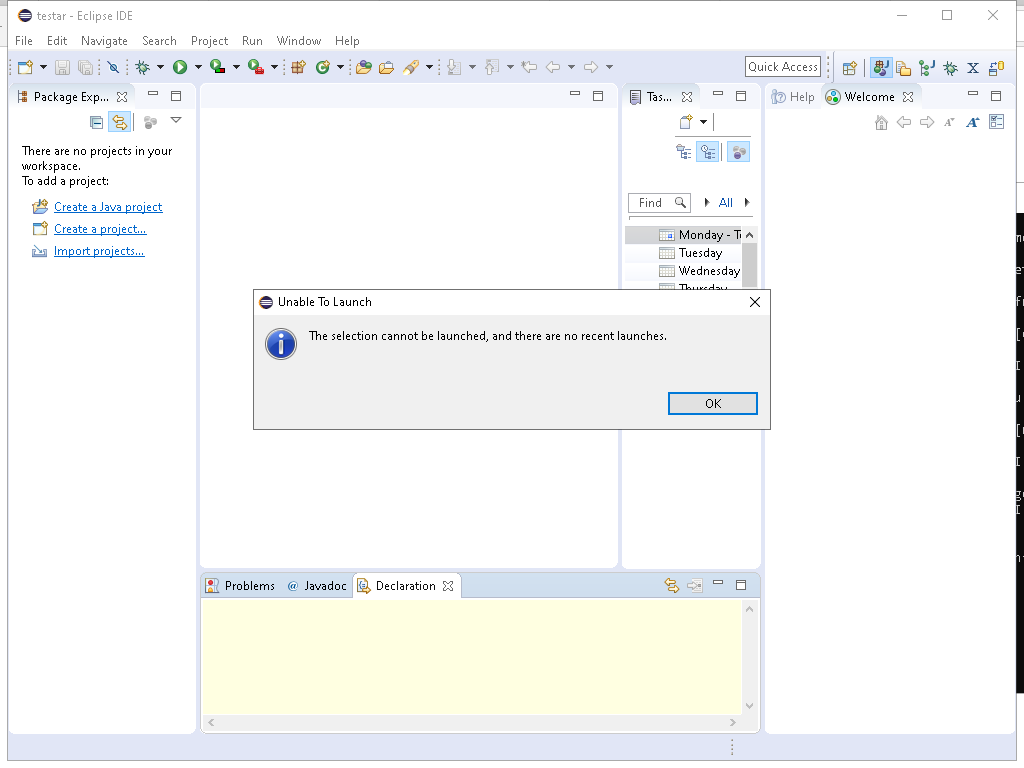 testar - Eclipse IDE
File Edit Navigate Search Project Run Window Help
Quick Access
Package Exp...
There are no projects in your
workspace.
To add a project:
Create a Java project
Create a project...
Import projects...
Tas...
Find
All
Monday - T
Tuesday
Wednesday
Thursday
Help
Welcome
Unable To Launch
The selection cannot be launched, and there are no recent launches.
OK
Problems
@ Javadoc
Declaration